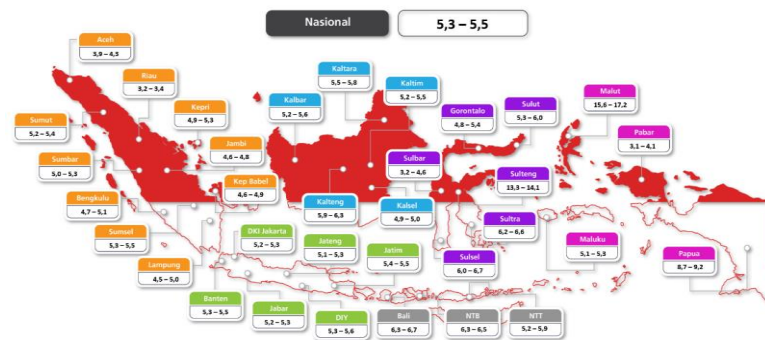 Nasional
5,3 – 5,5
Aceh
3,9 – 4,3
Riau
3,2 – 3,4
Kepri
4,9 – 5,3
Sumut
5,2 – 5,4
Jambi
4,6 – 4,8
Sumbar
5,0 – 5,3
Kep Babel
4,6 – 4,9
Bengkulu
4,7 – 5,1
Sumsel
5,3 – 5,5
Lampung
4,5 – 5,0
DKI Jakarta
5,2 – 5,3
Jateng
5,1 – 5,3
Jatim
5,4 – 5,5
Banten
5,3 – 5,5
Jabar
5,2 – 5,3
DIY
5,3 – 5,6
Bali
6,3 – 6,7
NTB
6,3 – 6,5
NTT
5,2 – 5,9
Kaltara
5,5 – 5,8
Kaltim
5,2 – 5,5
Kalbar
5,2 – 5,6
Kalteng
5,9 – 6,3
Kalsel
4,9 – 5,0
Gorontalo
4,8 – 5,4
Sulut
5,3 – 6,0
Sulbar
3,2 – 4,6
Sulteng
13,3 – 14,1
Sultra
6,2 – 6,6
Sulsel
6,0 – 6,7
Malut
15,6 – 17,2
Pabar
3,1 – 4,1
Maluku
5,1 – 5,3
Papua
8,7 – 9,2